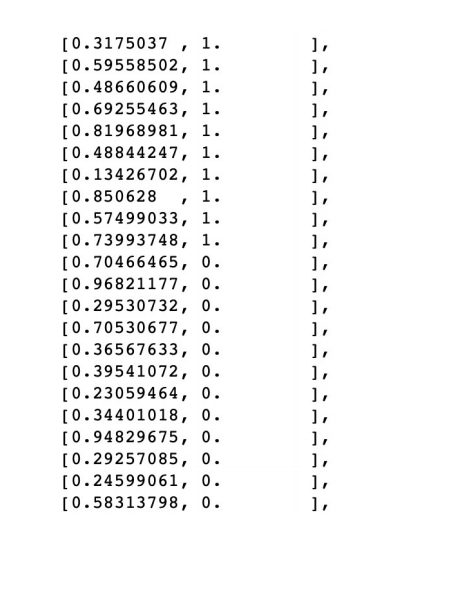 [0.3175037 , 1.        ],
[0.59558502, 1.        ],
[0.48660609, 1.        ],
[0.69255463, 1.        ],
[0.81968981, 1.        ],
[0.48844247, 1.        ],
[0.13426702, 1.        ],
[0.850628  , 1.        ],
[0.57499033, 1.        ],
[0.73993748, 1.        ],
[0.70466465, 0.        ],
[0.96821177, 0.        ],
[0.29530732, 0.        ],
[0.70530677, 0.        ],
[0.36567633, 0.        ],
[0.39541072, 0.        ],
[0.23059464, 0.        ],
[0.34401018, 0.        ],
[0.94829675, 0.        ],
[0.29257085, 0.        ],
[0.24599061, 0.        ],
[0.58313798, 0.        ],